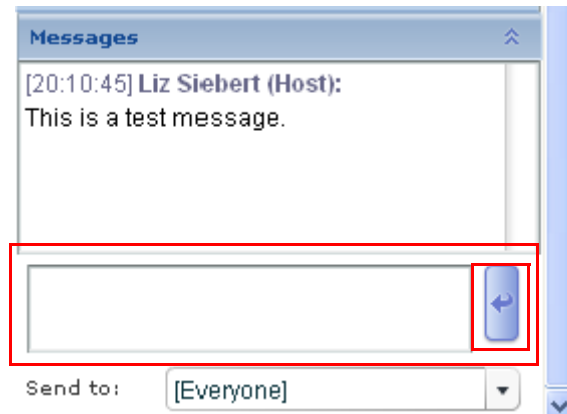 Messages
[20:10:45] Liz Siebert (Host):
This is a test message.
Send to: [Everyone]